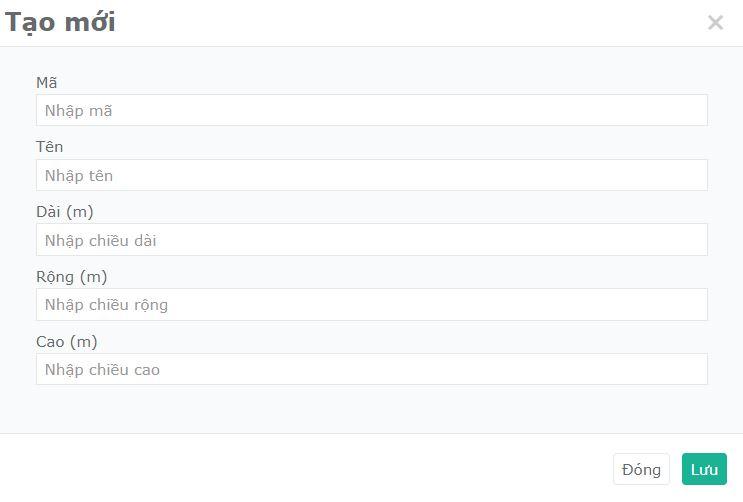 Tạo mới
Mã
Nhập mã
Tên
Nhập tên
Dài (m)
Nhập chiều dài
Rộng (m)
Nhập chiều rộng
Cao (m)
Nhập chiều cao
Đóng Lưu